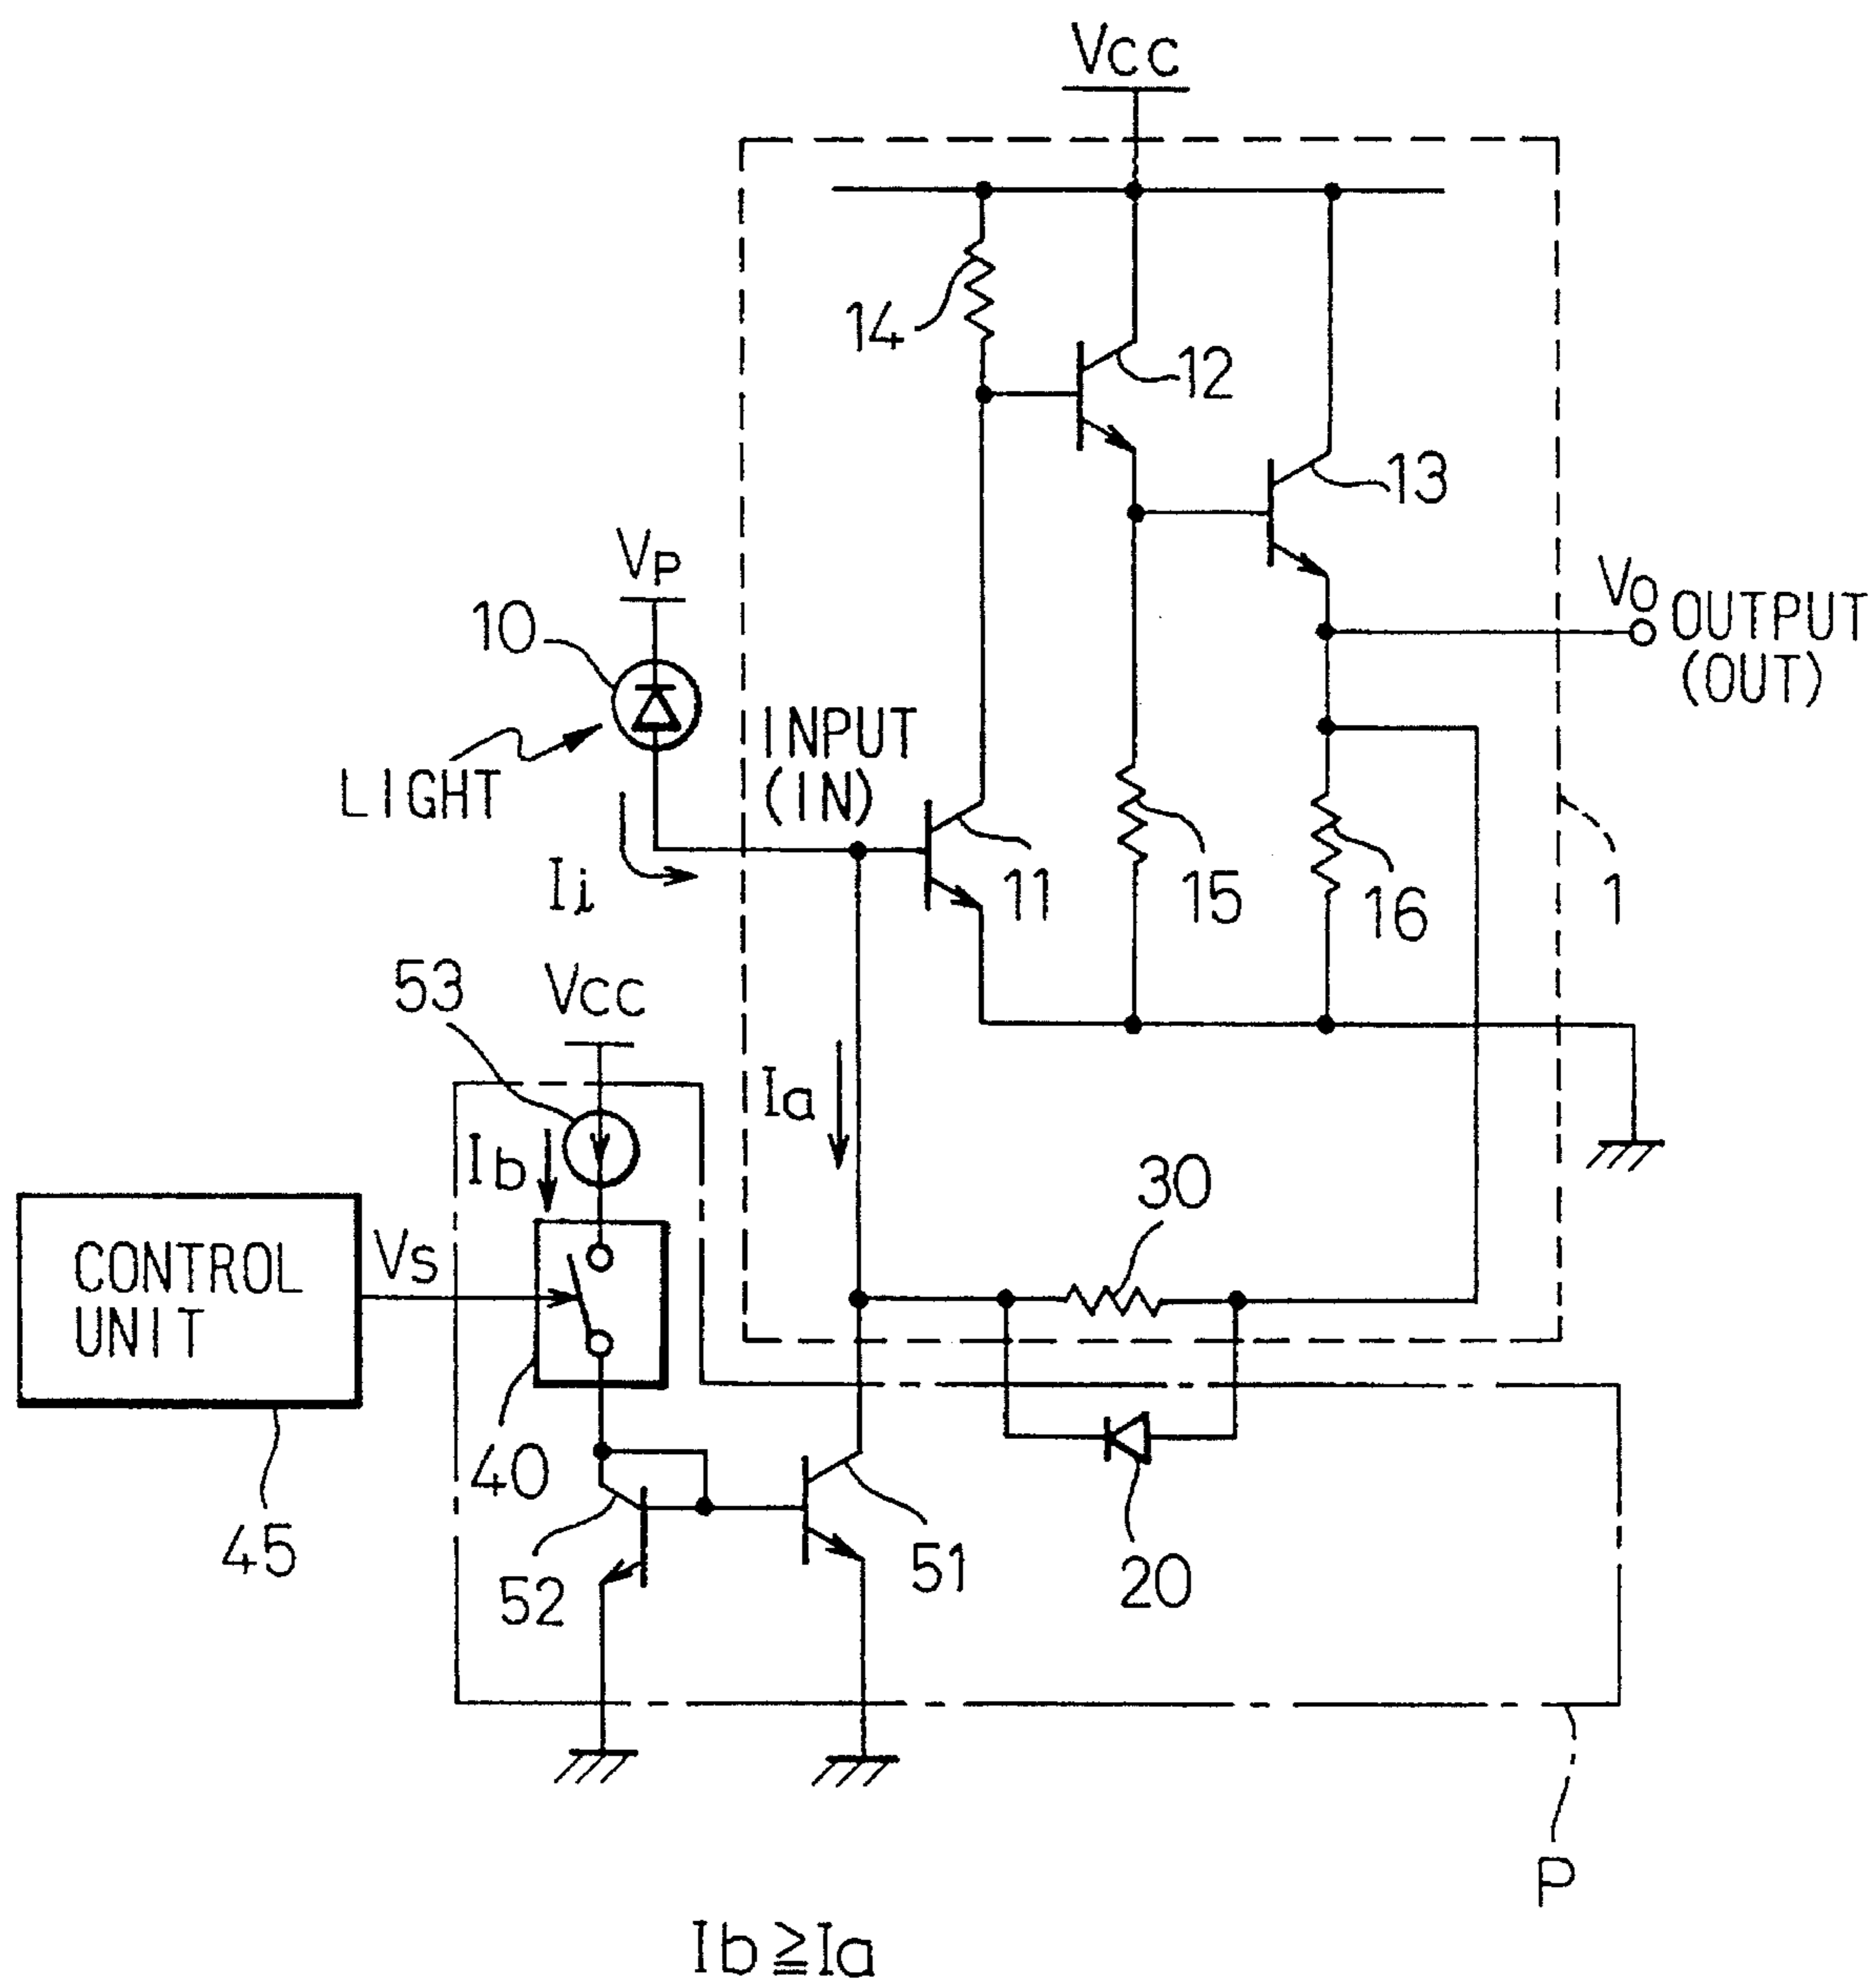 Vcc
14
12
13
VP
10
Vo
OUTPUT
(OUT)
INPUT
(IN)
LIGHT
Ii
11
15
16
1
53
Vcc
Ia
Ib
30
CONTROL
UNIT
Vs
40
45
52
51
20
P
Ib≧Ia